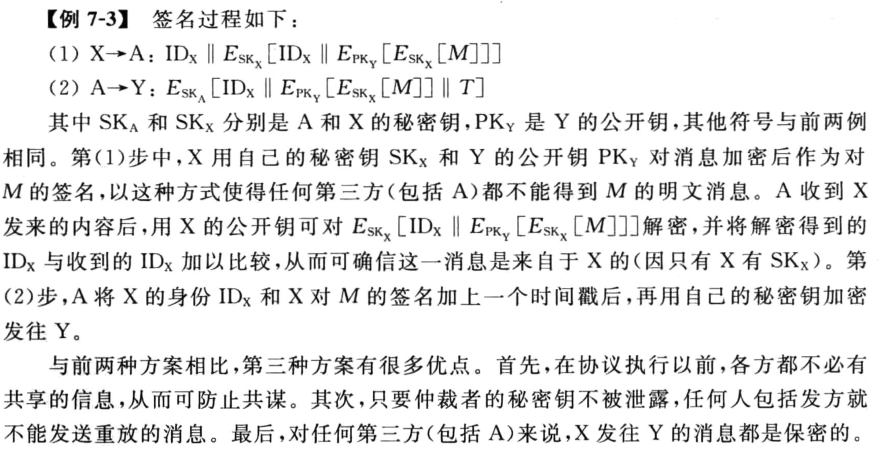 【例 7-3】 签名过程如下：
(1) X→A: ID_X ‖ E_{SK_X}[ID_X ‖ E_{PK_Y}[E_{SK_X}[M]]]
(2) A→Y: E_{SK_A}[ID_X ‖ E_{PK_Y}[E_{SK_X}[M]] ‖ T]
其中 SK_A 和 SK_X 分别是 A 和 X 的秘密钥,PK_Y 是 Y 的公开钥,其他符号与前两例
相同。第(1)步中,X 用自己的秘密钥 SK_X 和 Y 的公开钥 PK_Y 对消息加密后作为对
M 的签名,以这种方式使得任何第三方(包括 A)都不能得到 M 的明文消息。A 收到 X
发来的内容后,用 X 的公开钥可对 E_{SK_X}[ID_X ‖ E_{PK_Y}[E_{SK_X}[M]]]解密,并将解密得到的
ID_X 与收到的 ID_X 加以比较,从而可确信这一消息是来自于 X 的(因只有 X 有 SK_X)。第
(2)步,A 将 X 的身份 ID_X 和 X 对 M 的签名加上一个时间戳后,再用自己的秘密钥加密
发往 Y。
与前两种方案相比,第三种方案有很多优点。首先,在协议执行以前,各方都不必有
共享的信息,从而可防止共谋。其次,只要仲裁者的秘密钥不被泄露,任何人包括发方就
不能发送重放的消息。最后,对任何第三方(包括 A)来说,X 发往 Y 的消息都是保密的。